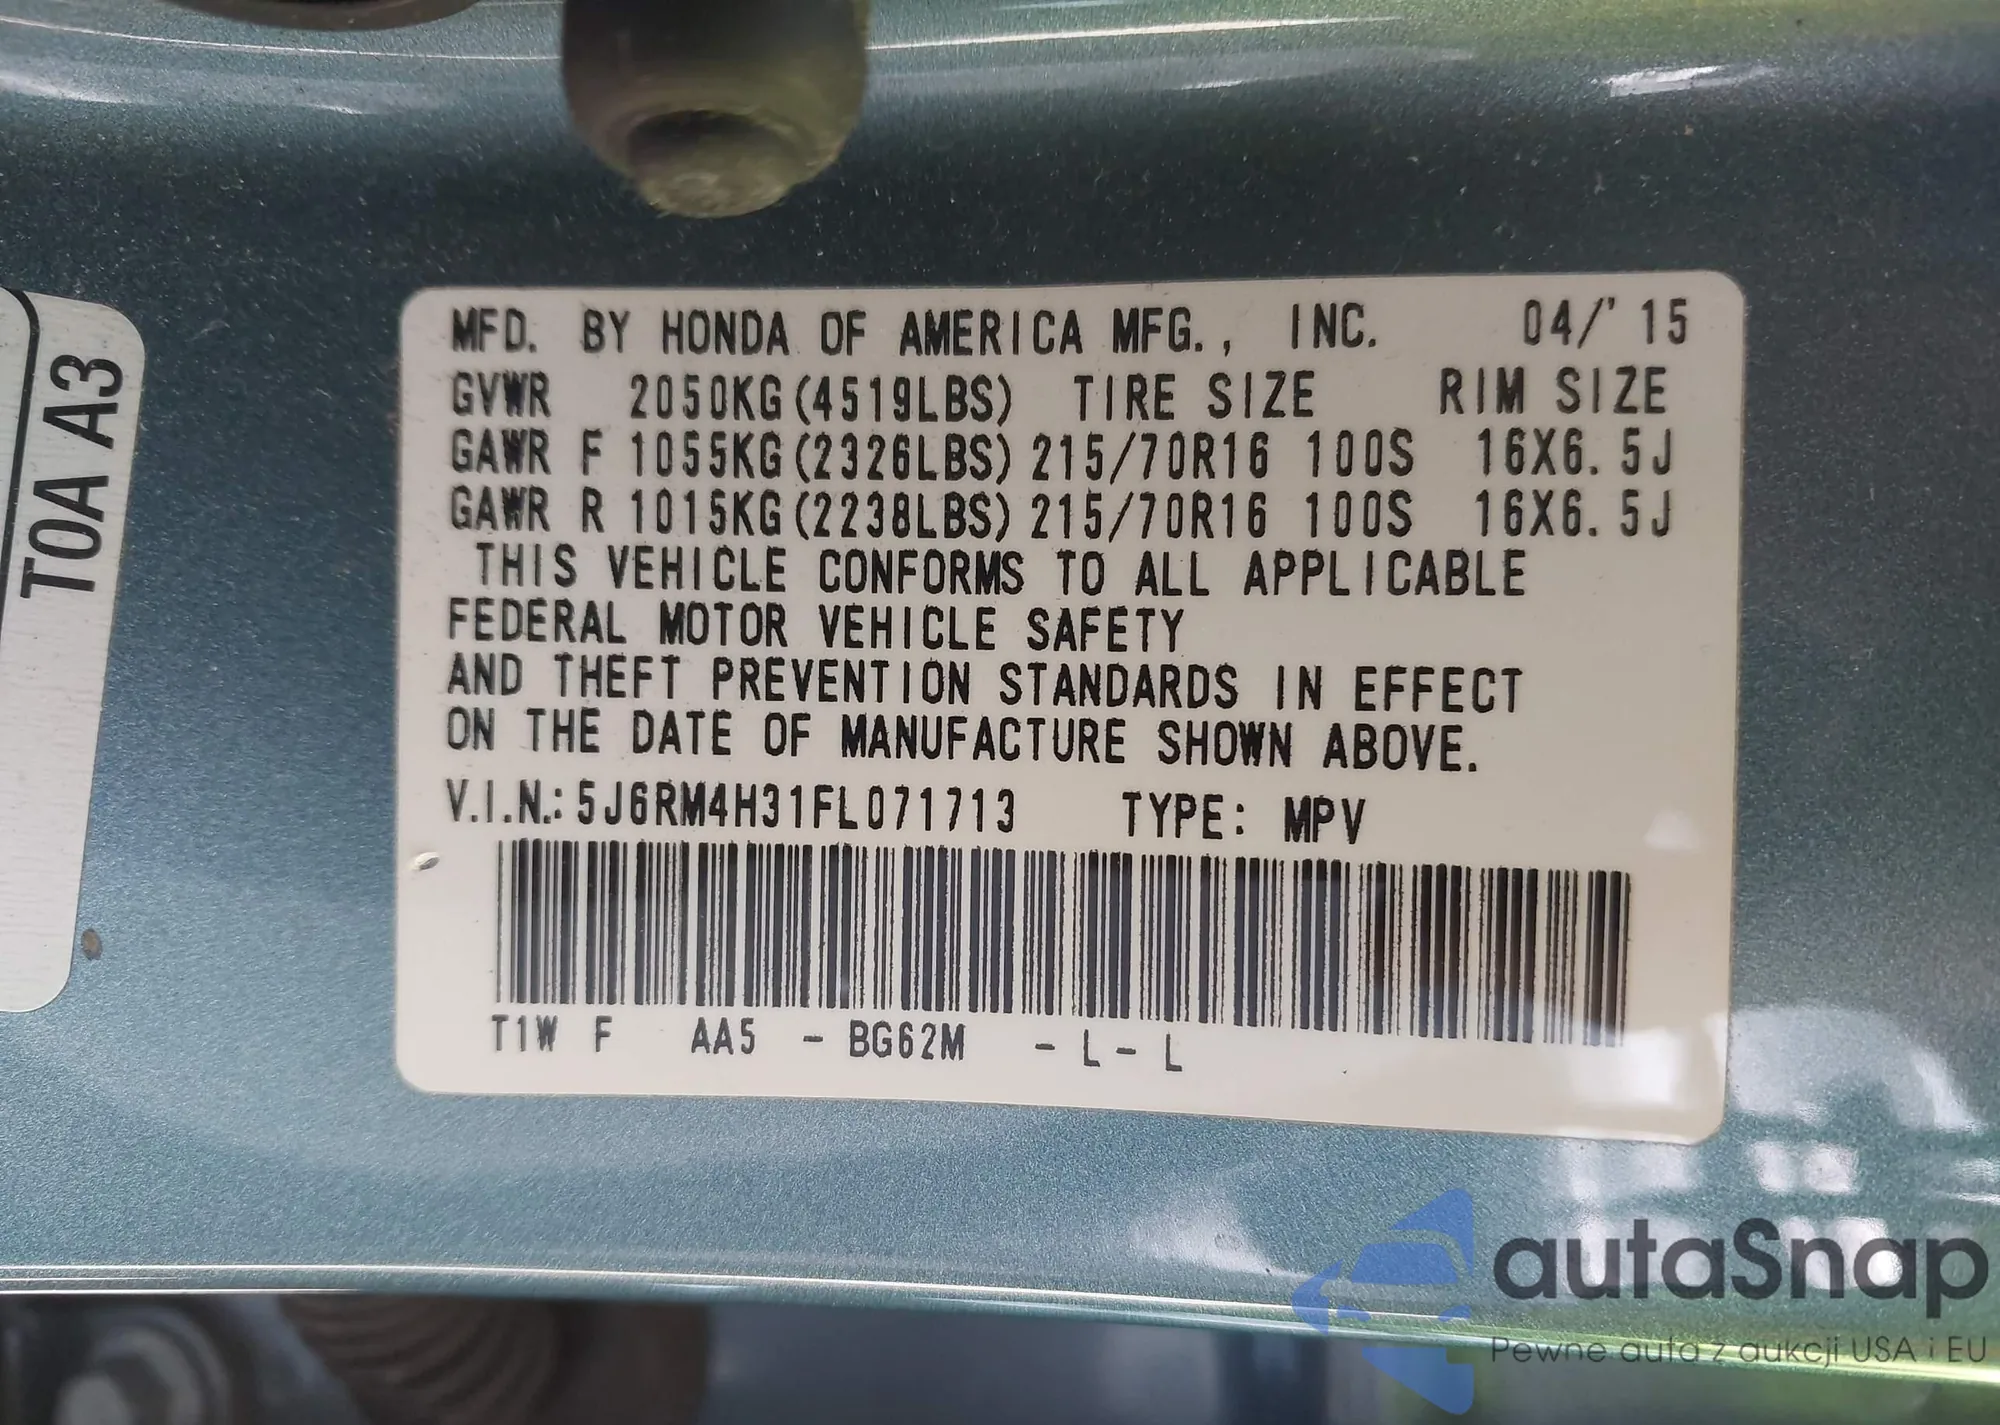 T0A A3
MFD. BY HONDA OF AMERICA MFG., INC. 04/'15
GVWR 2050KG(4519LBS) TIRE SIZE RIM SIZE
GAWR F 1055KG(2326LBS) 215/70R16 100S 16X6.5J
GAWR R 1015KG(2238LBS) 215/70R16 100S 16X6.5J
THIS VEHICLE CONFORMS TO ALL APPLICABLE
FEDERAL MOTOR VEHICLE SAFETY
AND THEFT PREVENTION STANDARDS IN EFFECT
ON THE DATE OF MANUFACTURE SHOWN ABOVE.
V.I.N.: 5J6RM4H31FL071713 TYPE: MPV
T1W F AA5 - BG62M - L - L
autaSnap
Pewne auta z aukcji USA i EU